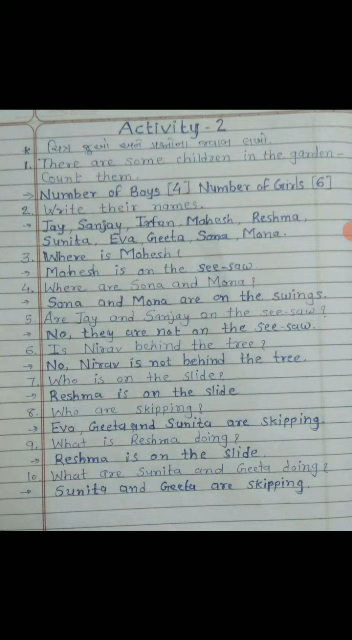 Activity - 2
* ચિત્ર જુઓ અને પ્રશ્નોના જવાબ લખો.
1. There are some children in the garden-
Count them.
→ Number of Boys [4] Number of Girls [6]
2. Write their names.
→ Jay, Sanjay, Irfan, Mahesh, Reshma,
Sunita, Eva, Geeta, Sona, Mona.
3. Where is Mohesh?
→ Mahesh is on the see-saw
4. Where are Sona and Mona?
→ Sona and Mona are on the swings.
5. Are Jay and Sanjay on the see-saw?
→ No, they are not on the see-saw.
6. Is Nirav behind the tree?
→ No, Nirav is not behind the tree.
7. Who is on the slide?
→ Reshma is on the slide
8. Who are skipping?
→ Eva, Geeta and Sunita are skipping.
9. What is Reshma doing?
→ Reshma is on the slide
10. What are Sunita and Geeta doing?
→ Sunita and Geeta are skipping.